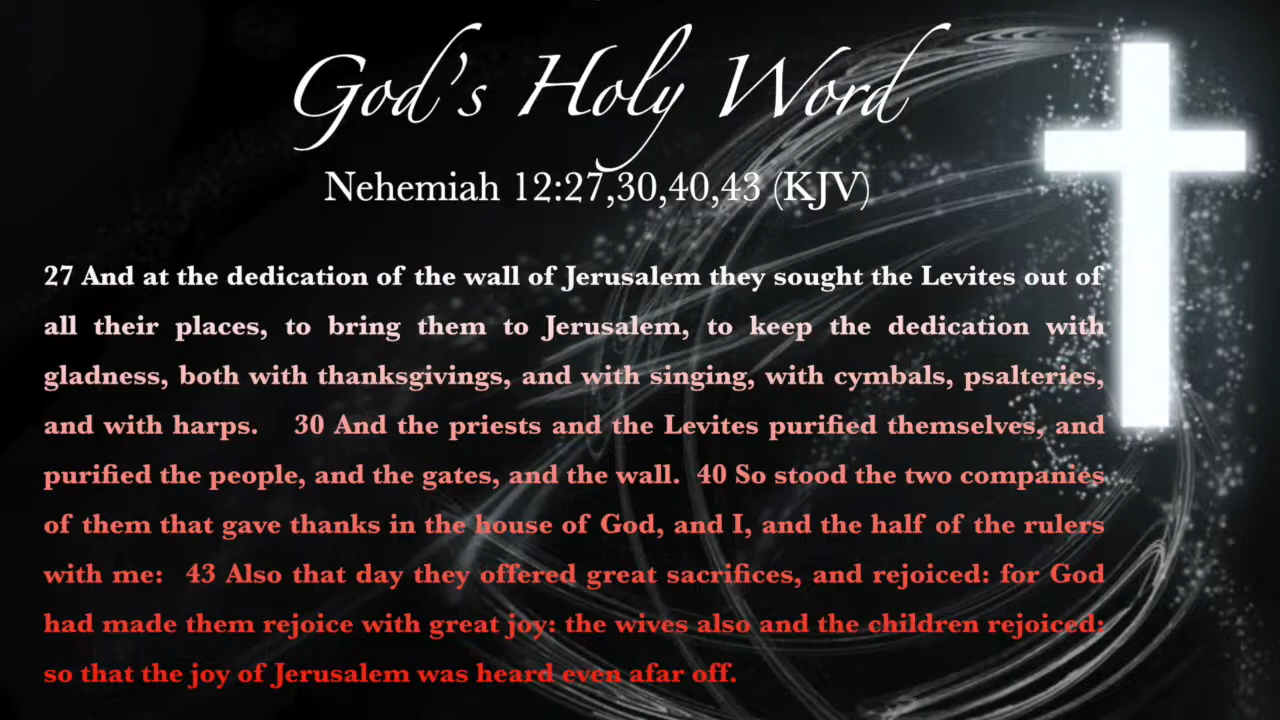 God's Holy Word
Nehemiah 12:27,30,40,43 (KJV)
27 And at the dedication of the wall of Jerusalem they sought the Levites out of
all their places, to bring them to Jerusalem, to keep the dedication with
gladness, both with thanksgivings, and with singing, with cymbals, psalteries,
and with harps. 30 And the priests and the Levites purified themselves, and
purified the people, and the gates, and the wall. 40 So stood the two companies
of them that gave thanks in the house of God, and I, and the half of the rulers
with me: 43 Also that day they offered great sacrifices, and rejoiced: for God
had made them rejoice with great joy: the wives also and the children rejoiced:
so that the joy of Jerusalem was heard even afar off.